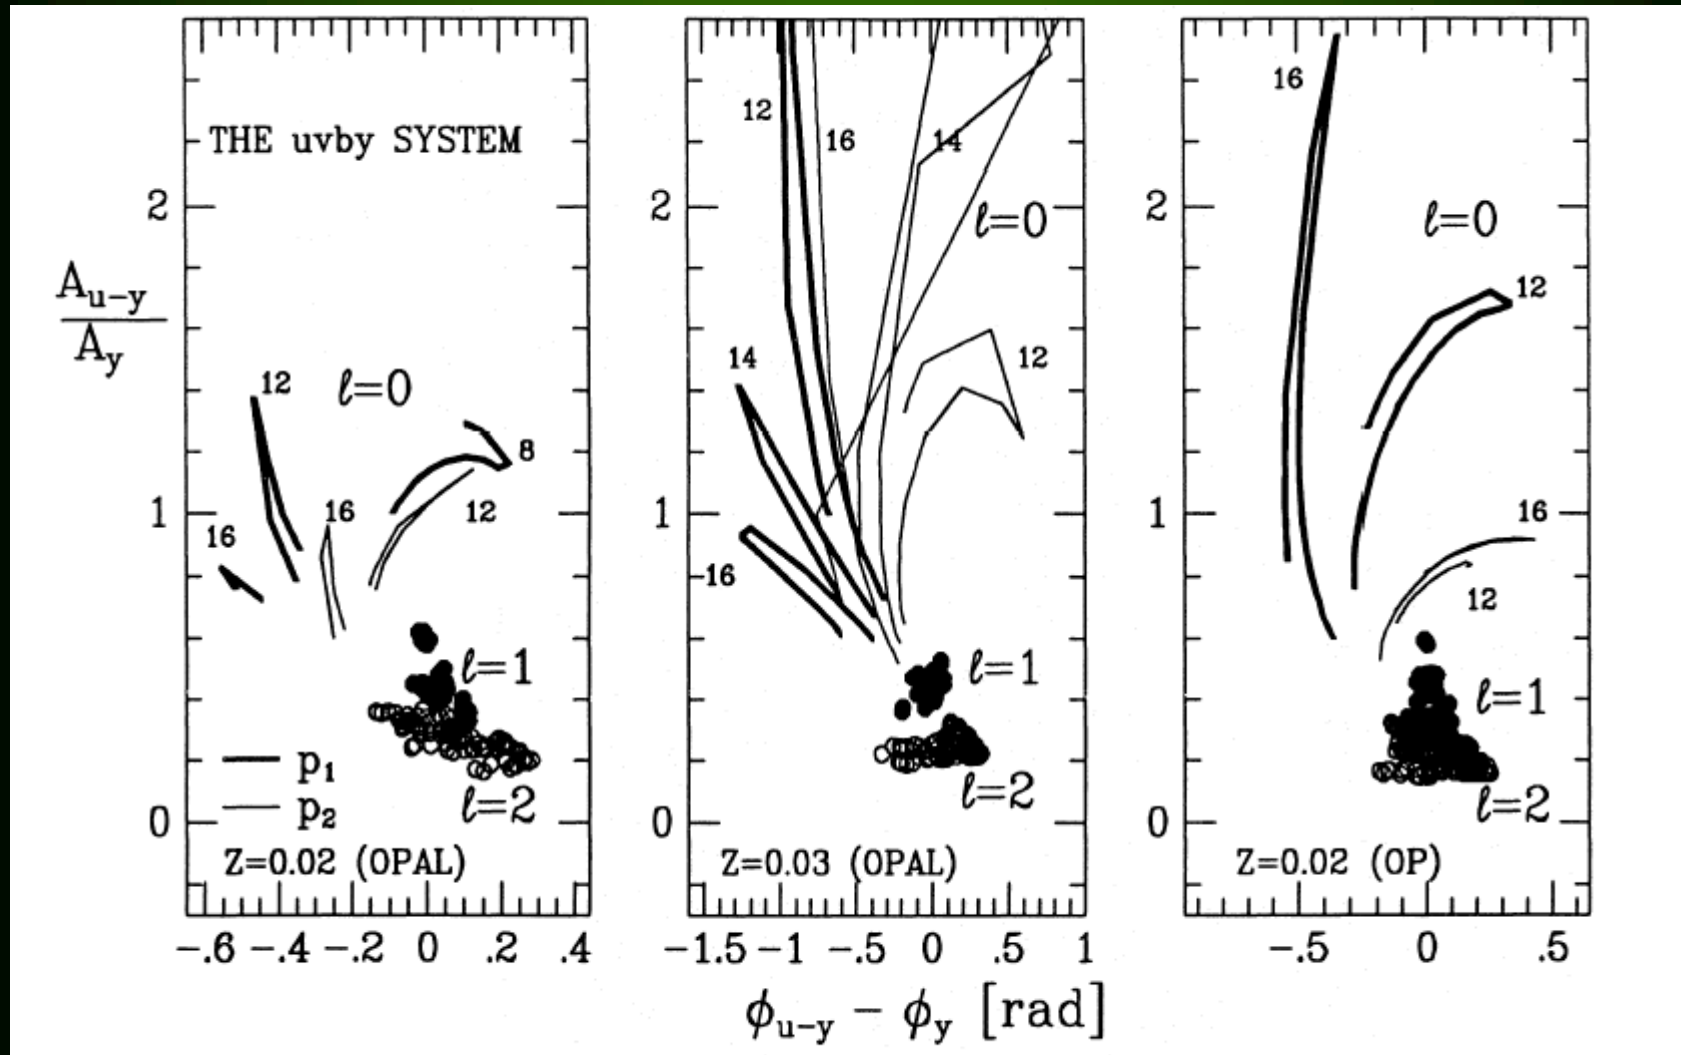 THE uvby SYSTEM
A_{u-y}
A_y
2
1
0
12
ℓ=0
8
16
16
12
ℓ=1
p₁
p₂
ℓ=2
Z=0.02 (OPAL)
-.6 -.4 -.2 0 .2 .4
2
1
0
12
16
14
ℓ=0
14
12
16
ℓ=1
ℓ=2
Z=0.03 (OPAL)
-1.5 -1 -.5 0 .5 1
2
1
0
16
ℓ=0
12
16
12
ℓ=1
ℓ=2
Z=0.02 (OP)
-.5 0 .5
ϕ_{u-y} - ϕ_y [rad]